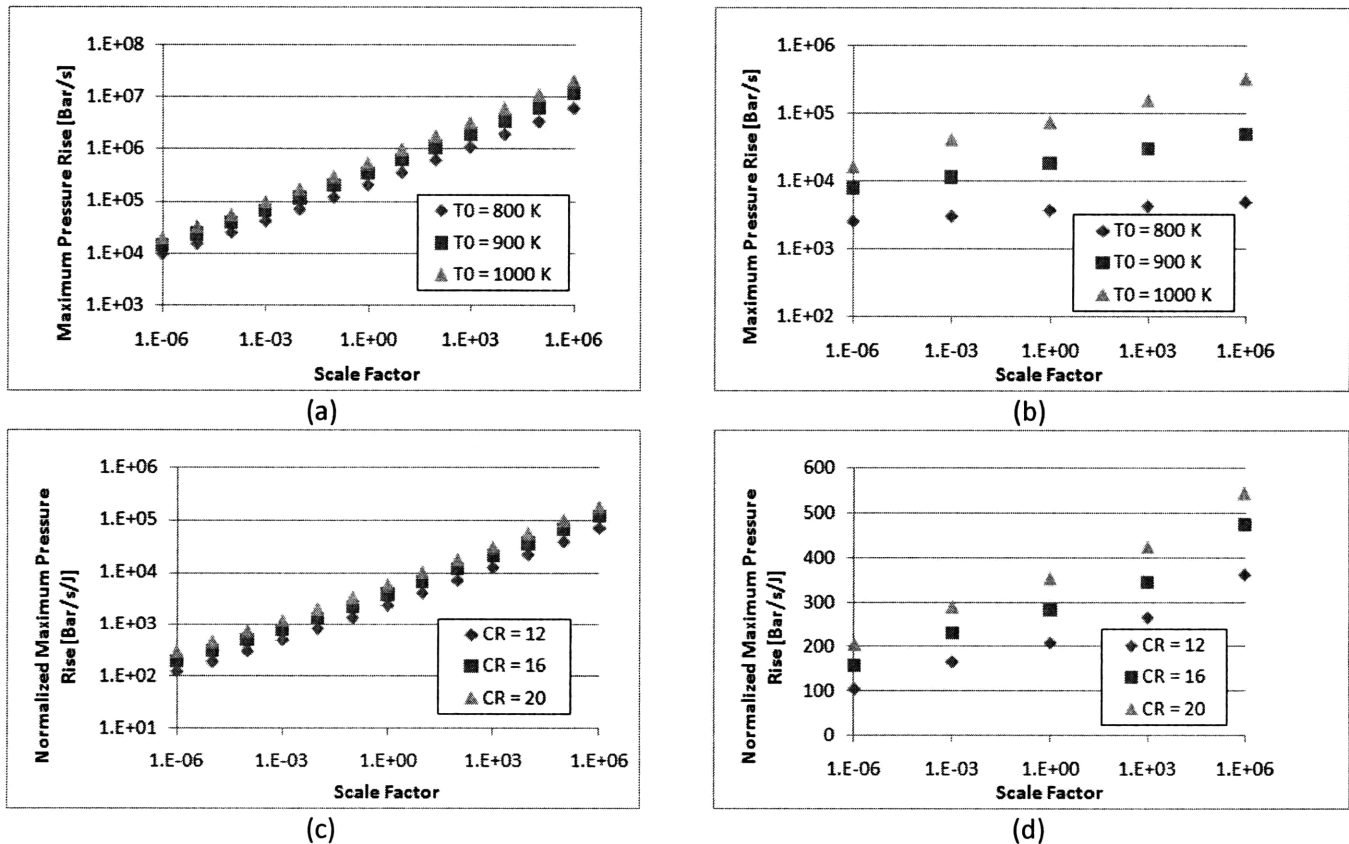 1.E+08
1.E+07
1.E+06
1.E+05
1.E+04
1.E+03
Maximum Pressure Rise [Bar/s]
T0 = 800 K
T0 = 900 K
T0 = 1000 K
1.E-06 1.E-03 1.E+00 1.E+03 1.E+06
Scale Factor
(a)
1.E+06
1.E+05
1.E+04
1.E+03
1.E+02
Maximum Pressure Rise [Bar/s]
T0 = 800 K
T0 = 900 K
T0 = 1000 K
1.E-06 1.E-03 1.E+00 1.E+03 1.E+06
Scale Factor
(b)
1.E+06
1.E+05
1.E+04
1.E+03
1.E+02
1.E+01
Normalized Maximum Pressure
Rise [Bar/s/J]
CR = 12
CR = 16
CR = 20
1.E-06 1.E-03 1.E+00 1.E+03 1.E+06
Scale Factor
(c)
600
500
400
300
200
100
0
Normalized Maximum Pressure
Rise [Bar/s/J]
CR = 12
CR = 16
CR = 20
1.E-06 1.E-03 1.E+00 1.E+03 1.E+06
Scale Factor
(d)